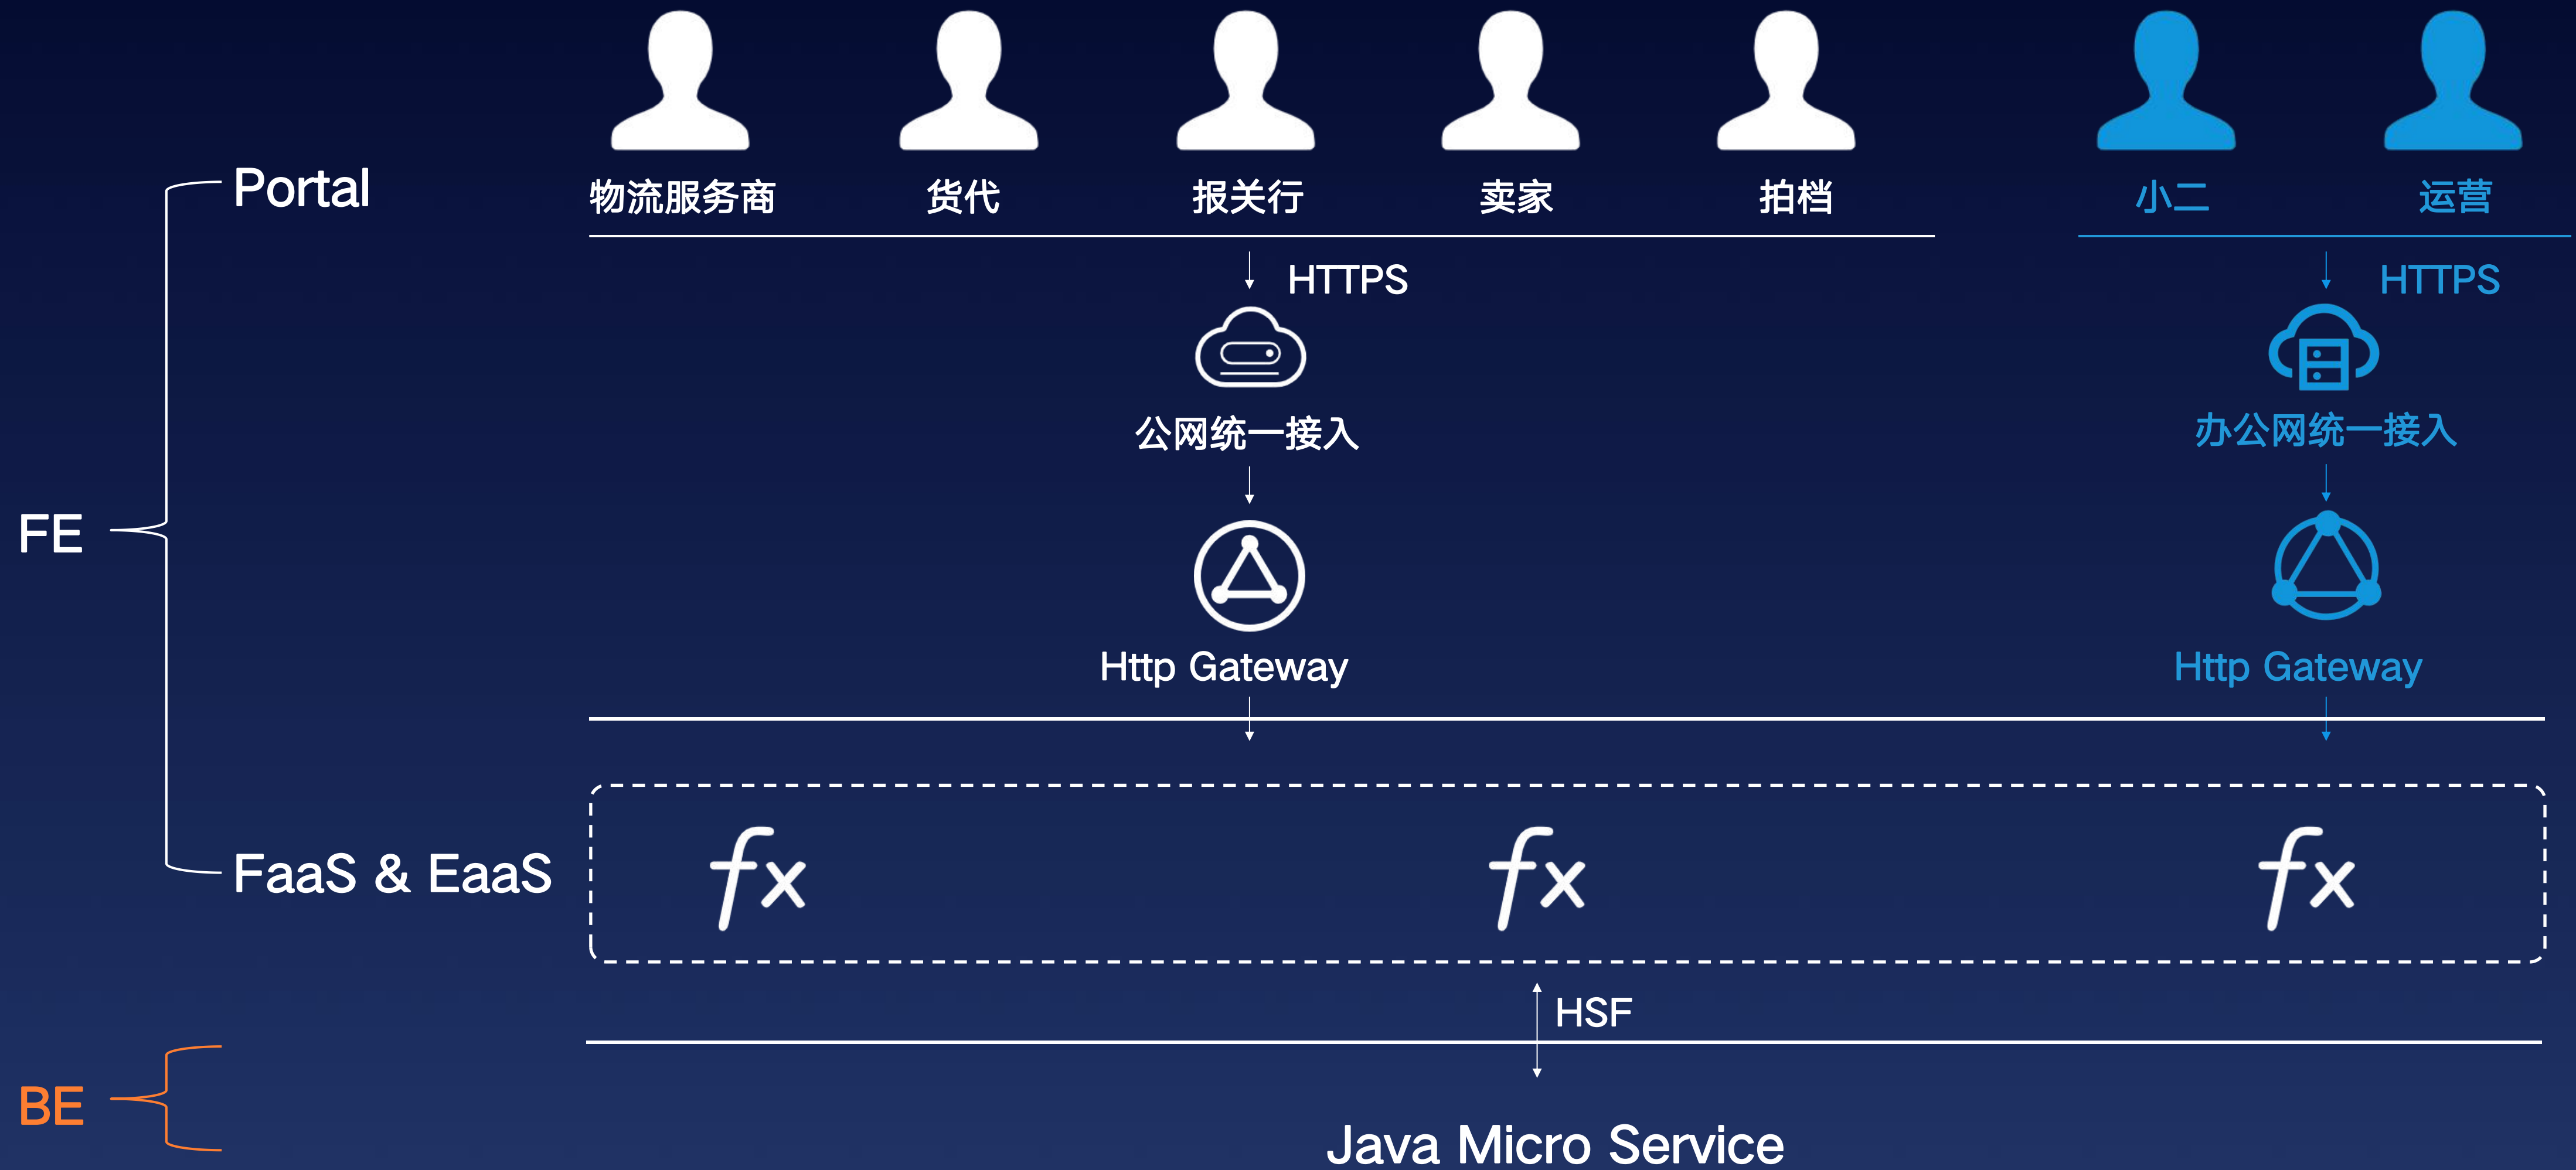 Portal
物流服务商
货代
报关行
卖家
拍档
小二
运营
HTTPS
HTTPS
公网统一接入
办公网统一接入
FE
Http Gateway
Http Gateway
FaaS & EaaS
fx
fx
fx
HSF
BE
Java Micro Service